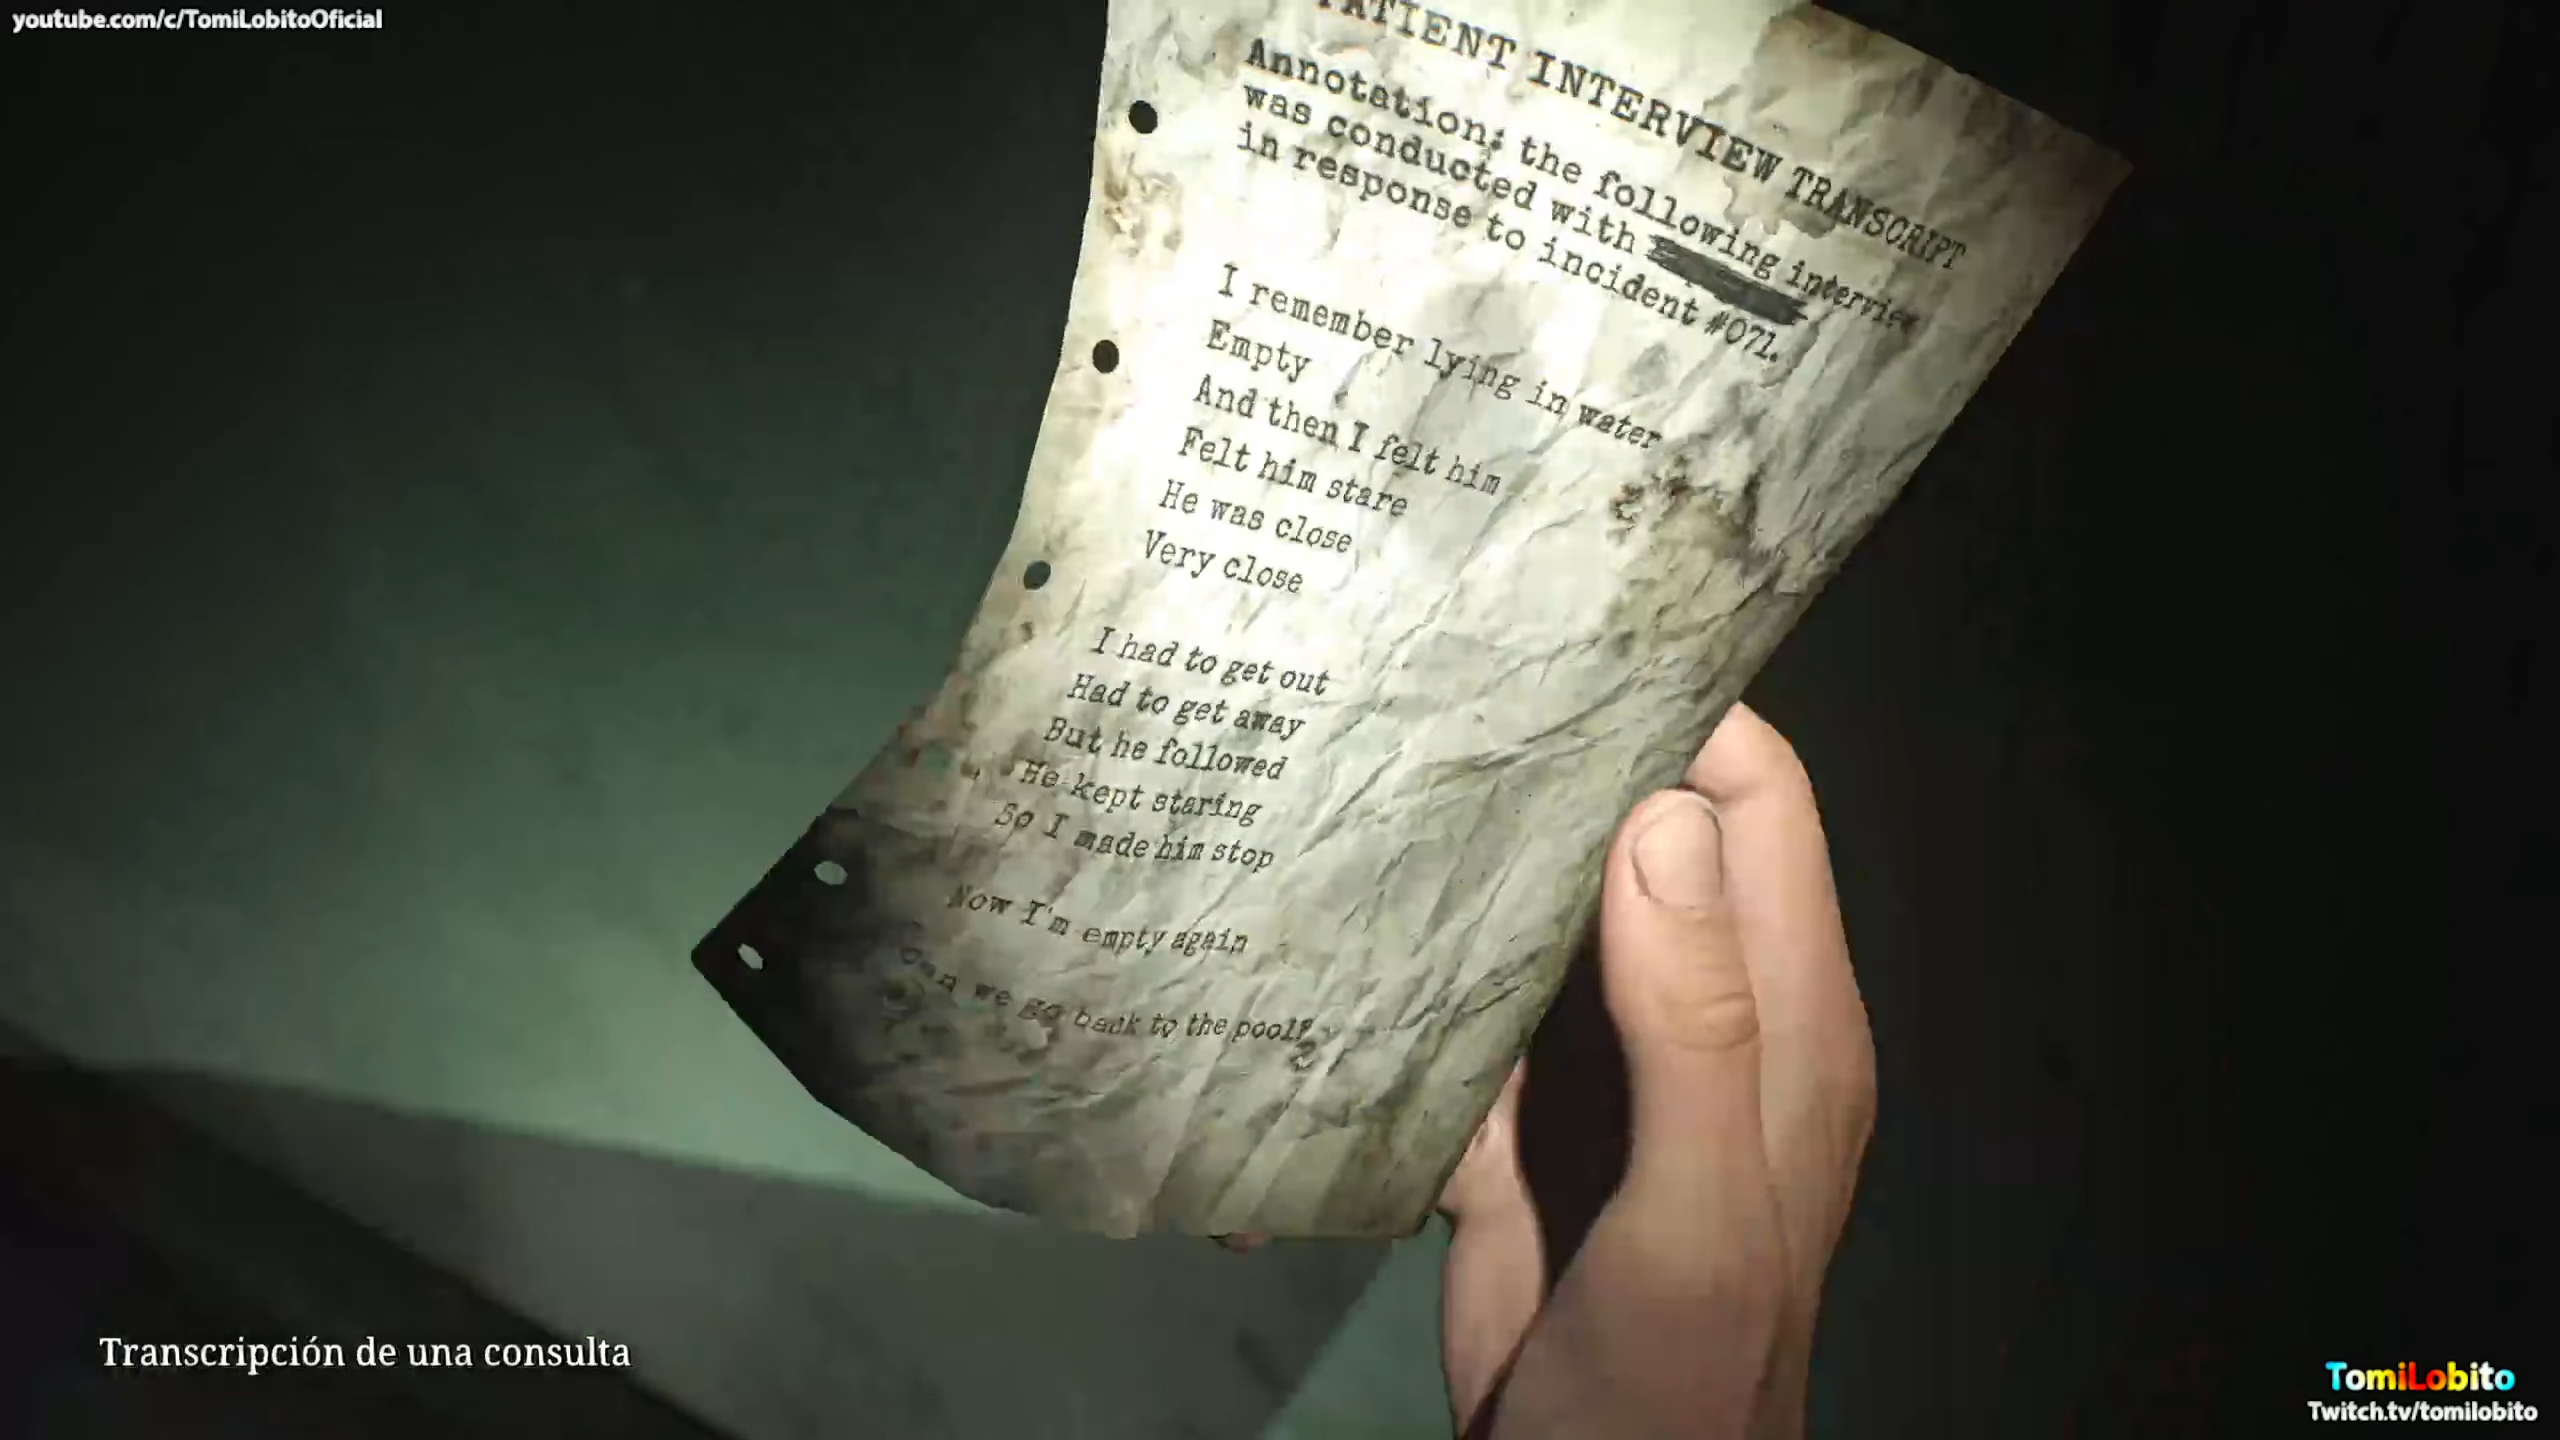 youtube.com/c/TomiLobitoOficial
PATIENT INTERVIEW TRANSCRIPT
Annotation: the following interview
was conducted with
in response to incident #071.
I remember lying in water
Empty
And then I felt him
Felt him stare
He was close
Very close
I had to get out
Had to get away
But he followed
He kept staring
So I made him stop
Now I'm empty again
Can we go back to the pool?
Transcripción de una consulta
TomiLobito
Twitch.tv/tomilobito